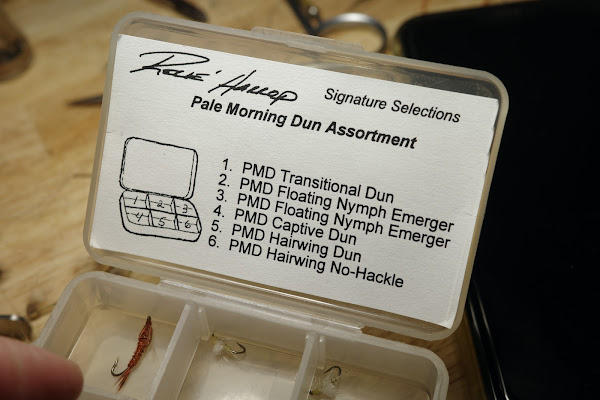 René Harrop
Signature Selections
Pale Morning Dun Assortment
1. PMD Transitional Dun
2. PMD Floating Nymph Emerger
3. PMD Floating Nymph Emerger
4. PMD Captive Dun
5. PMD Hairwing Dun
6. PMD Hairwing No-Hackle
1 2 3
4 5 6